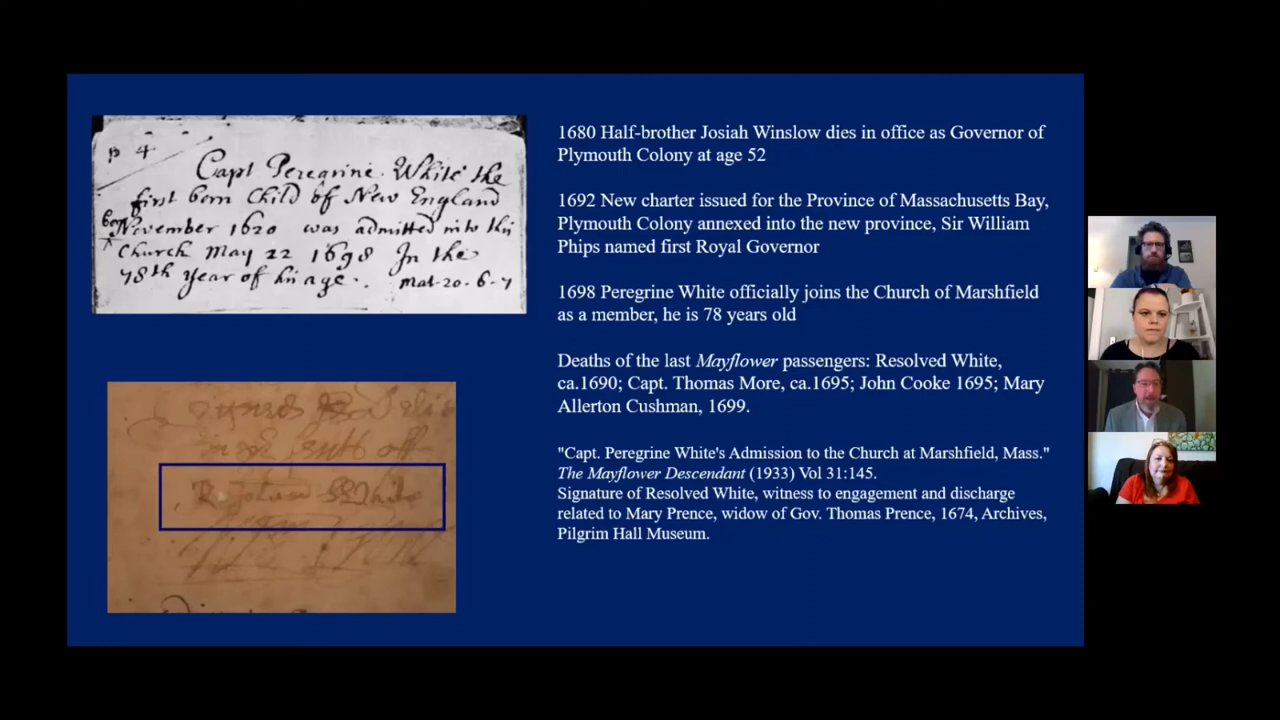 p 4.
Capt Peregrine White the
first born Child of New England
born
November 1620 was admitted into this
Church May 22 1698 In the
78th Year of his age. mat-20-6-7
1680 Half-brother Josiah Winslow dies in office as Governor of
Plymouth Colony at age 52
1692 New charter issued for the Province of Massachusetts Bay,
Plymouth Colony annexed into the new province, Sir William
Phips named first Royal Governor
1698 Peregrine White officially joins the Church of Marshfield
as a member, he is 78 years old
Deaths of the last Mayflower passengers: Resolved White,
ca.1690; Capt. Thomas More, ca.1695; John Cooke 1695; Mary
Allerton Cushman, 1699.
"Capt. Peregrine White's Admission to the Church at Marshfield, Mass."
The Mayflower Descendant (1933) Vol 31:145.
Signature of Resolved White, witness to engagement and discharge
related to Mary Prence, widow of Gov. Thomas Prence, 1674, Archives,
Pilgrim Hall Museum.